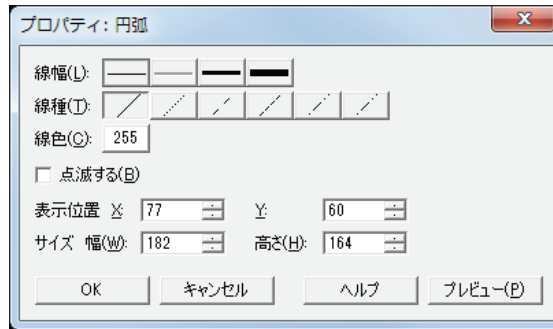 プロパティ: 円弧
線幅(L):
線種(T):
線色(C): 255
点滅する(B)
表示位置 X: 77 Y: 60
サイズ 幅(W): 182 高さ(H): 164
OK キャンセル ヘルプ プレビュー(P)